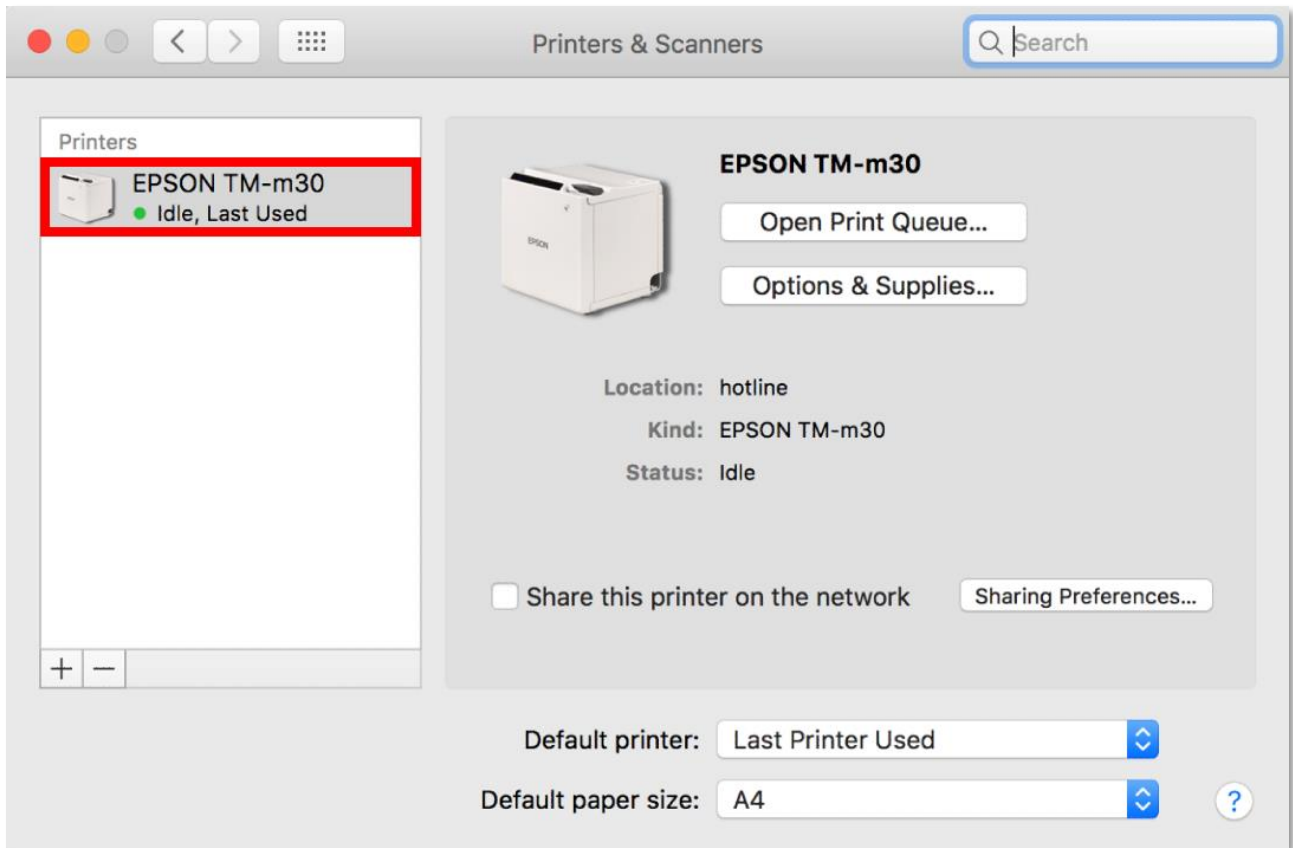 Printers & Scanners
Search
Printers
EPSON TM-m30
Idle, Last Used
EPSON
EPSON TM-m30
Open Print Queue...
Options & Supplies...
Location: hotline
Kind: EPSON TM-m30
Status: Idle
Share this printer on the network
Sharing Preferences...
+ −
Default printer: Last Printer Used
Default paper size: A4
?